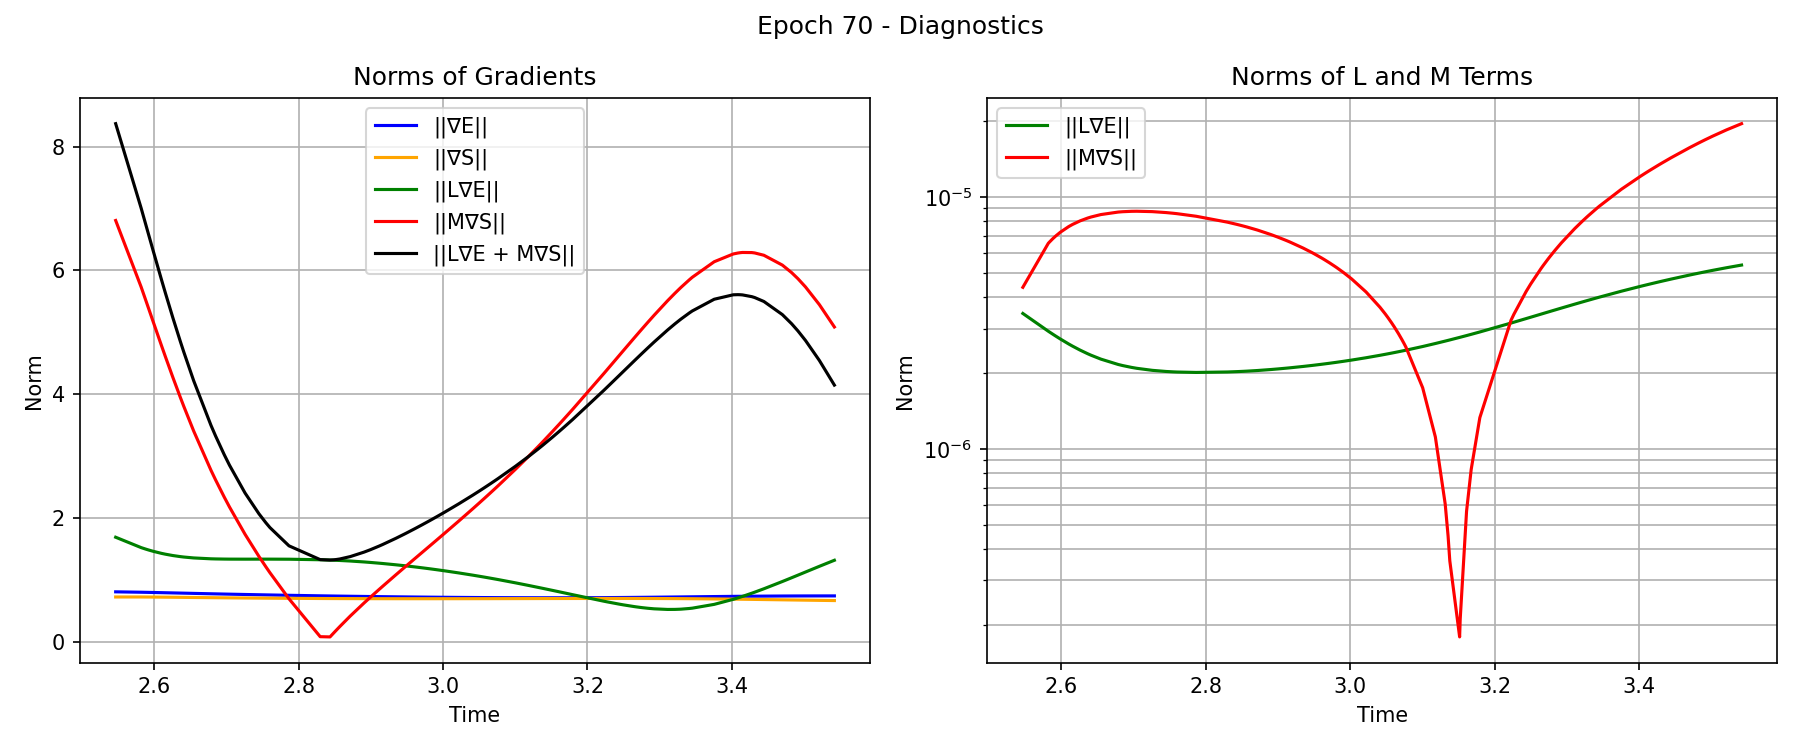 Epoch 70 - Diagnostics
Norms of Gradients
||∇E||
||∇S||
||L∇E||
||M∇S||
||L∇E + M∇S||
8
6
4
2
0
Norm
2.6
2.8
3.0
3.2
3.4
Time
Norms of L and M Terms
||L∇E||
||M∇S||
10⁻⁵
10⁻⁶
Norm
2.6
2.8
3.0
3.2
3.4
Time